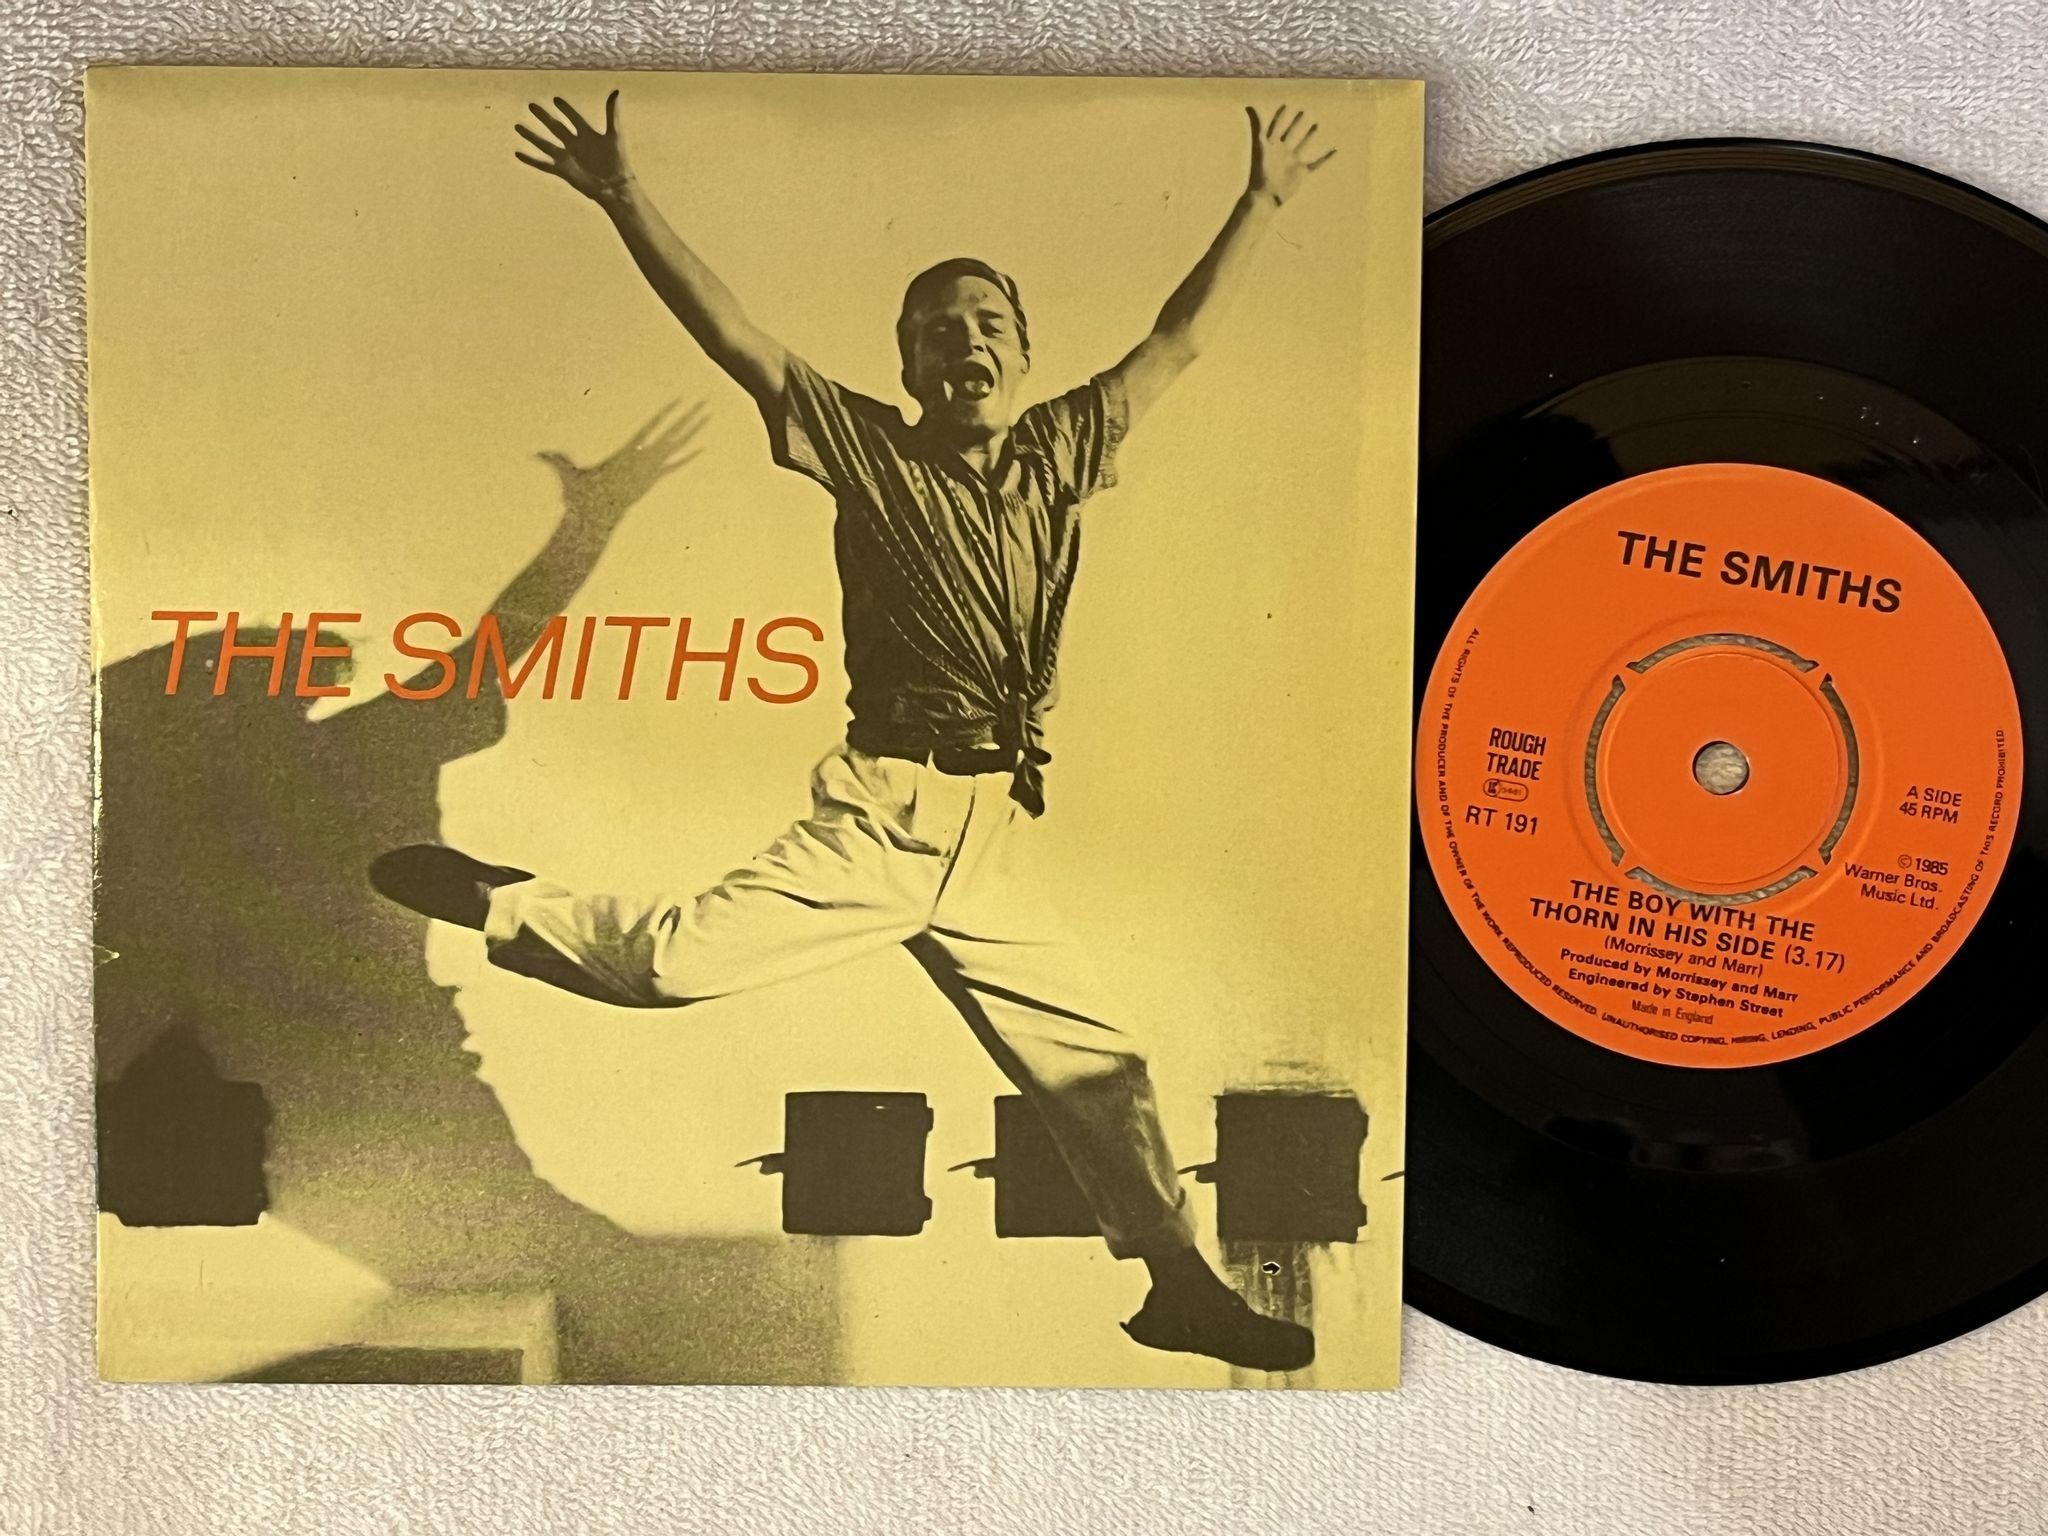 THE SMITHS
THE SMITHS
ROUGH
TRADE
RT 191
A SIDE
45 RPM
©1985
Warner Bros.
Music Ltd.
THE BOY WITH THE
THORN IN HIS SIDE (3.17)
(Morrissey and Marr)
Produced by Morrissey and Marr
Engineered by Stephen Street
Made in England
ALL RIGHTS OF THE PRODUCER AND OF THE OWNER OF THE WORK REPRODUCED RESERVED. UNAUTHORISED COPYING, HIRING, LENDING, PUBLIC PERFORMANCE AND BROADCASTING OF THIS RECORD PROHIBITED